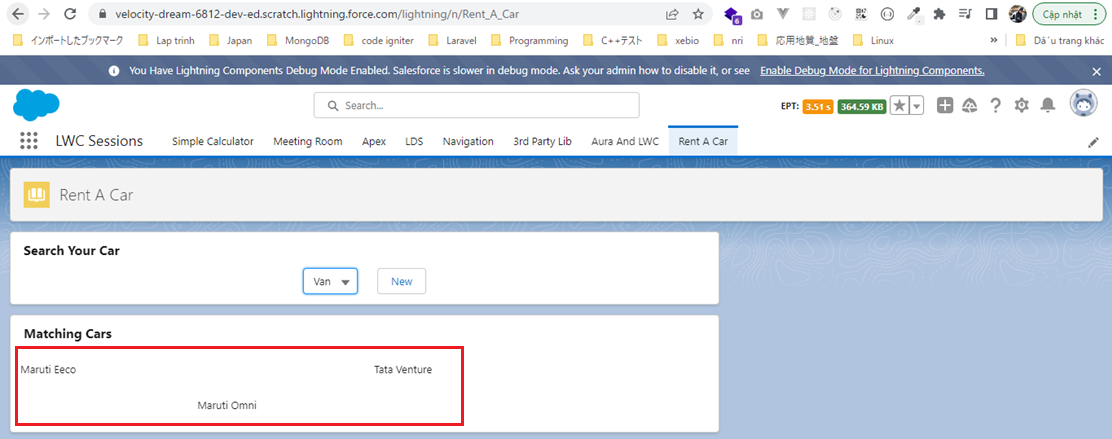 velocity-dream-6812-dev-ed.scratch.lightning.force.com/lightning/n/Rent_A_Car
6
Cập nhật
インポートしたブックマーク Lap trinh Japan MongoDB code igniter Laravel Programming C++テスト xebio nri 応用地質_地盤 Linux » Dấu trang khác
You Have Lightning Components Debug Mode Enabled. Salesforce is slower in debug mode. Ask your admin how to disable it, or see Enable Debug Mode for Lightning Components.
Search... EPT: 3.51 s 364.59 KB
LWC Sessions Simple Calculator Meeting Room Apex LDS Navigation 3rd Party Lib Aura And LWC Rent A Car
Rent A Car
Search Your Car
Van New
Matching Cars
Maruti Eeco Tata Venture
Maruti Omni